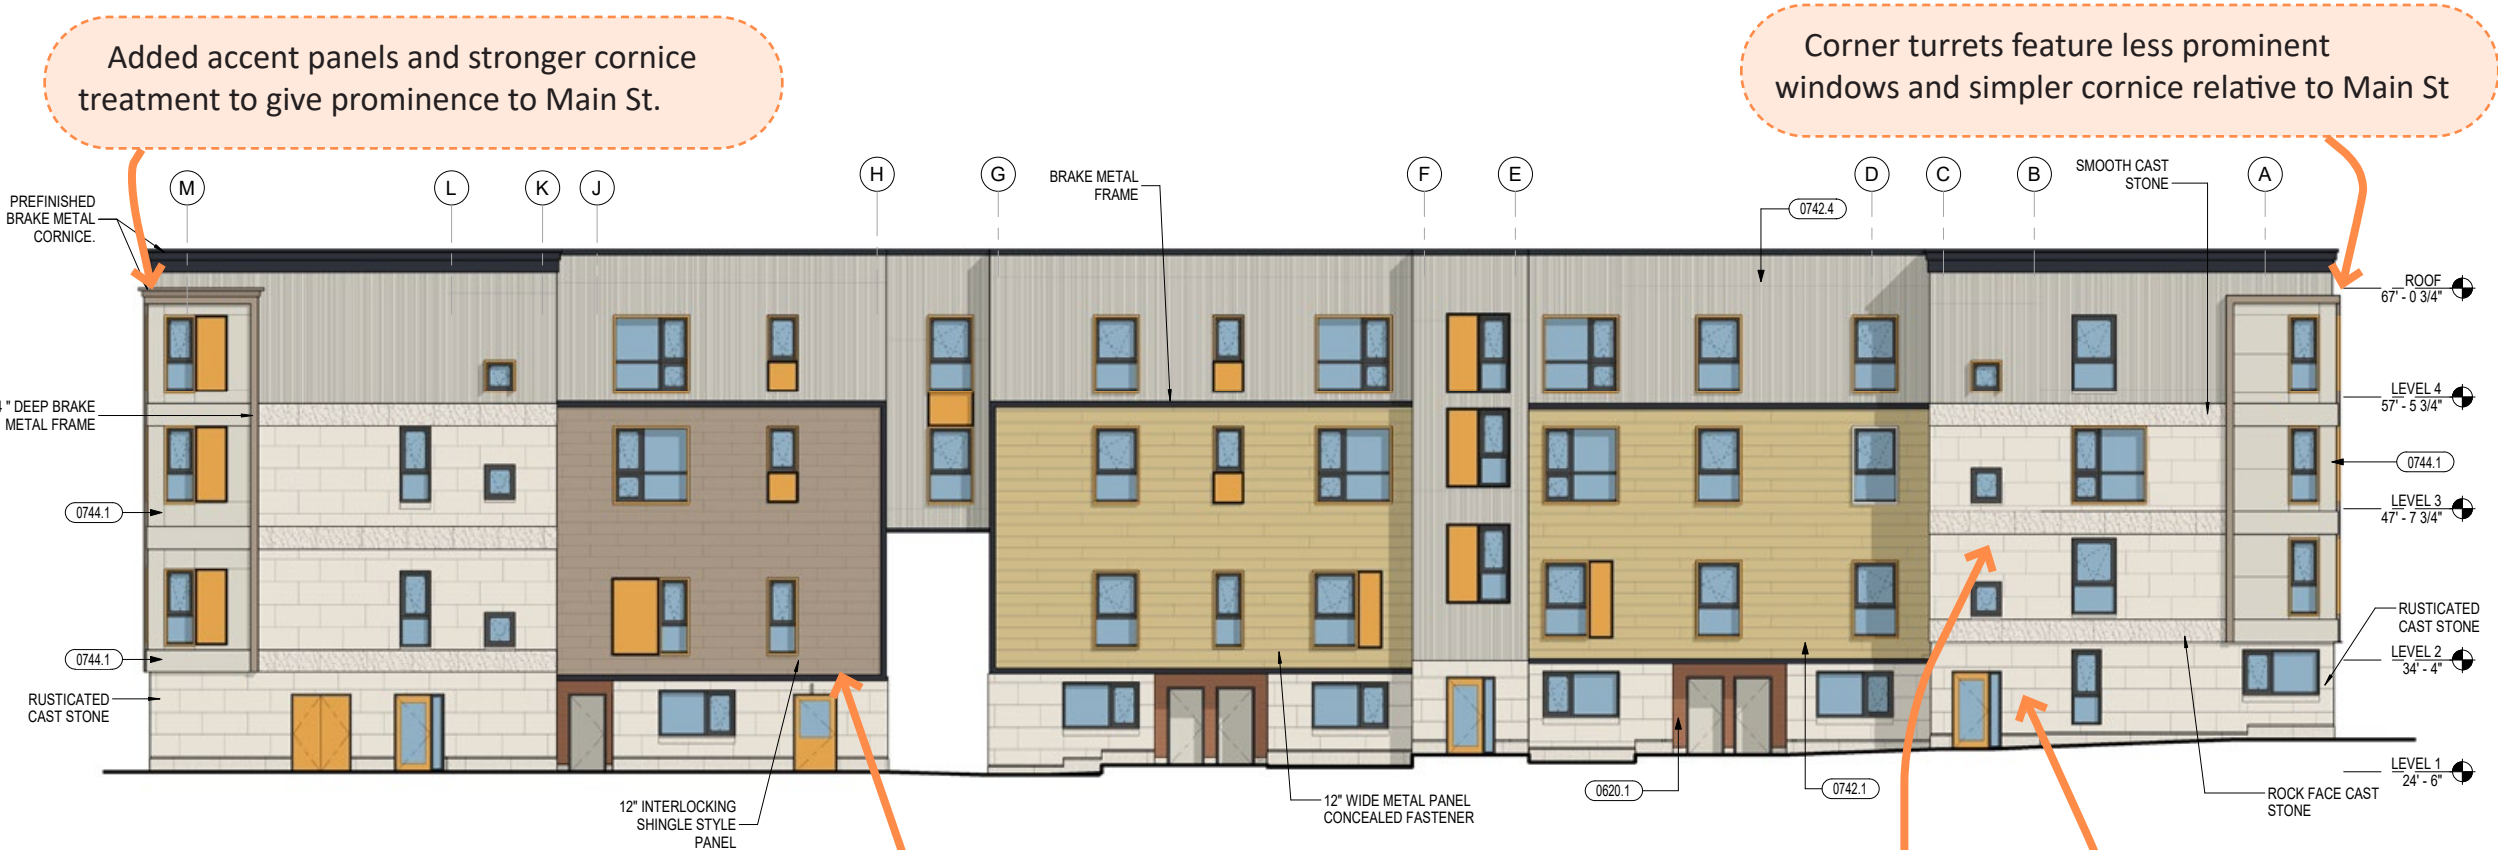 Added accent panels and stronger cornice
treatment to give prominence to Main St.
Corner turrets feature less prominent
windows and simpler cornice relative to Main St
M
L
K
J
H
G
F
E
D
C
B
A
PREFINISHED
BRAKE METAL
CORNICE.
BRAKE METAL
FRAME
0742.4
SMOOTH CAST
STONE
ROOF
67' - 0 3/4"
4 " DEEP BRAKE
METAL FRAME
LEVEL 4
57' - 5 3/4"
0744.1
0744.1
LEVEL 3
47' - 7 3/4"
0744.1
RUSTICATED
CAST STONE
RUSTICATED
CAST STONE
LEVEL 2
34' - 4"
LEVEL 1
24' - 6"
12" INTERLOCKING
SHINGLE STYLE
PANEL
12" WIDE METAL PANEL
CONCEALED FASTENER
0620.1
0742.1
ROCK FACE CAST
STONE